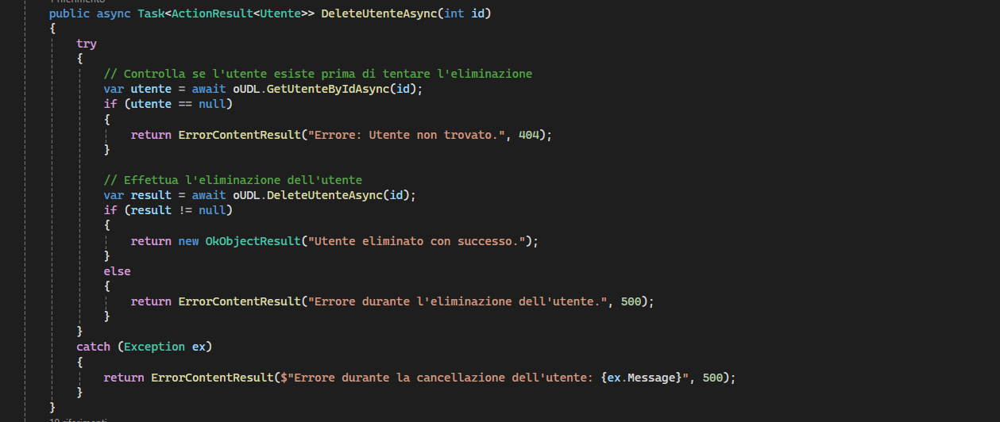 1 riferimento
public async Task<ActionResult<Utente>> DeleteUtenteAsync(int id)
{
try
{
// Controlla se l'utente esiste prima di tentare l'eliminazione
var utente = await oUDL.GetUtenteByIdAsync(id);
if (utente == null)
{
return ErrorContentResult("Errore: Utente non trovato.", 404);
}
// Effettua l'eliminazione dell'utente
var result = await oUDL.DeleteUtenteAsync(id);
if (result != null)
{
return new OkObjectResult("Utente eliminato con successo.");
}
else
{
return ErrorContentResult("Errore durante l'eliminazione dell'utente.", 500);
}
}
catch (Exception ex)
{
return ErrorContentResult($"Errore durante la cancellazione dell'utente: {ex.Message}", 500);
}
}
10 riferimenti